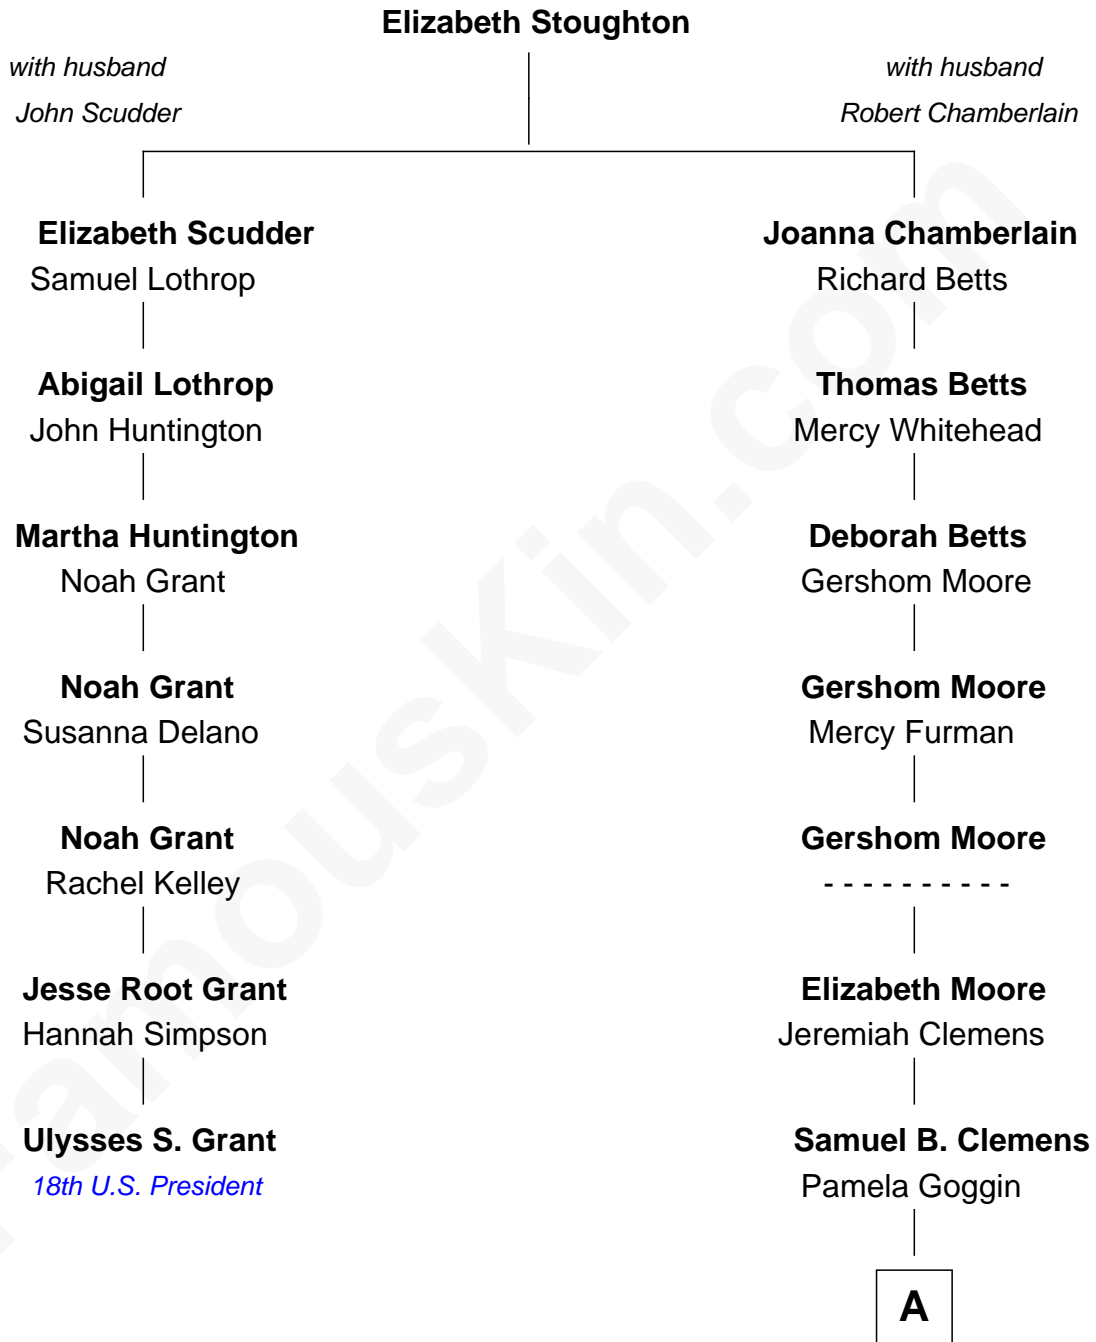 Elizabeth Stoughton
with husband
John Scudder
with husband
Robert Chamberlain
Elizabeth Scudder
Samuel Lothrop
Joanna Chamberlain
Richard Betts
Abigail Lothrop
John Huntington
Thomas Betts
Mercy Whitehead
Martha Huntington
Noah Grant
Deborah Betts
Gershom Moore
Noah Grant
Susanna Delano
Gershom Moore
Mercy Furman
Noah Grant
Rachel Kelley
Gershom Moore
- - - - - - - - - -
Jesse Root Grant
Hannah Simpson
Elizabeth Moore
Jeremiah Clemens
Ulysses S. Grant
18th U.S. President
Samuel B. Clemens
Pamela Goggin
A
FamousKin.com